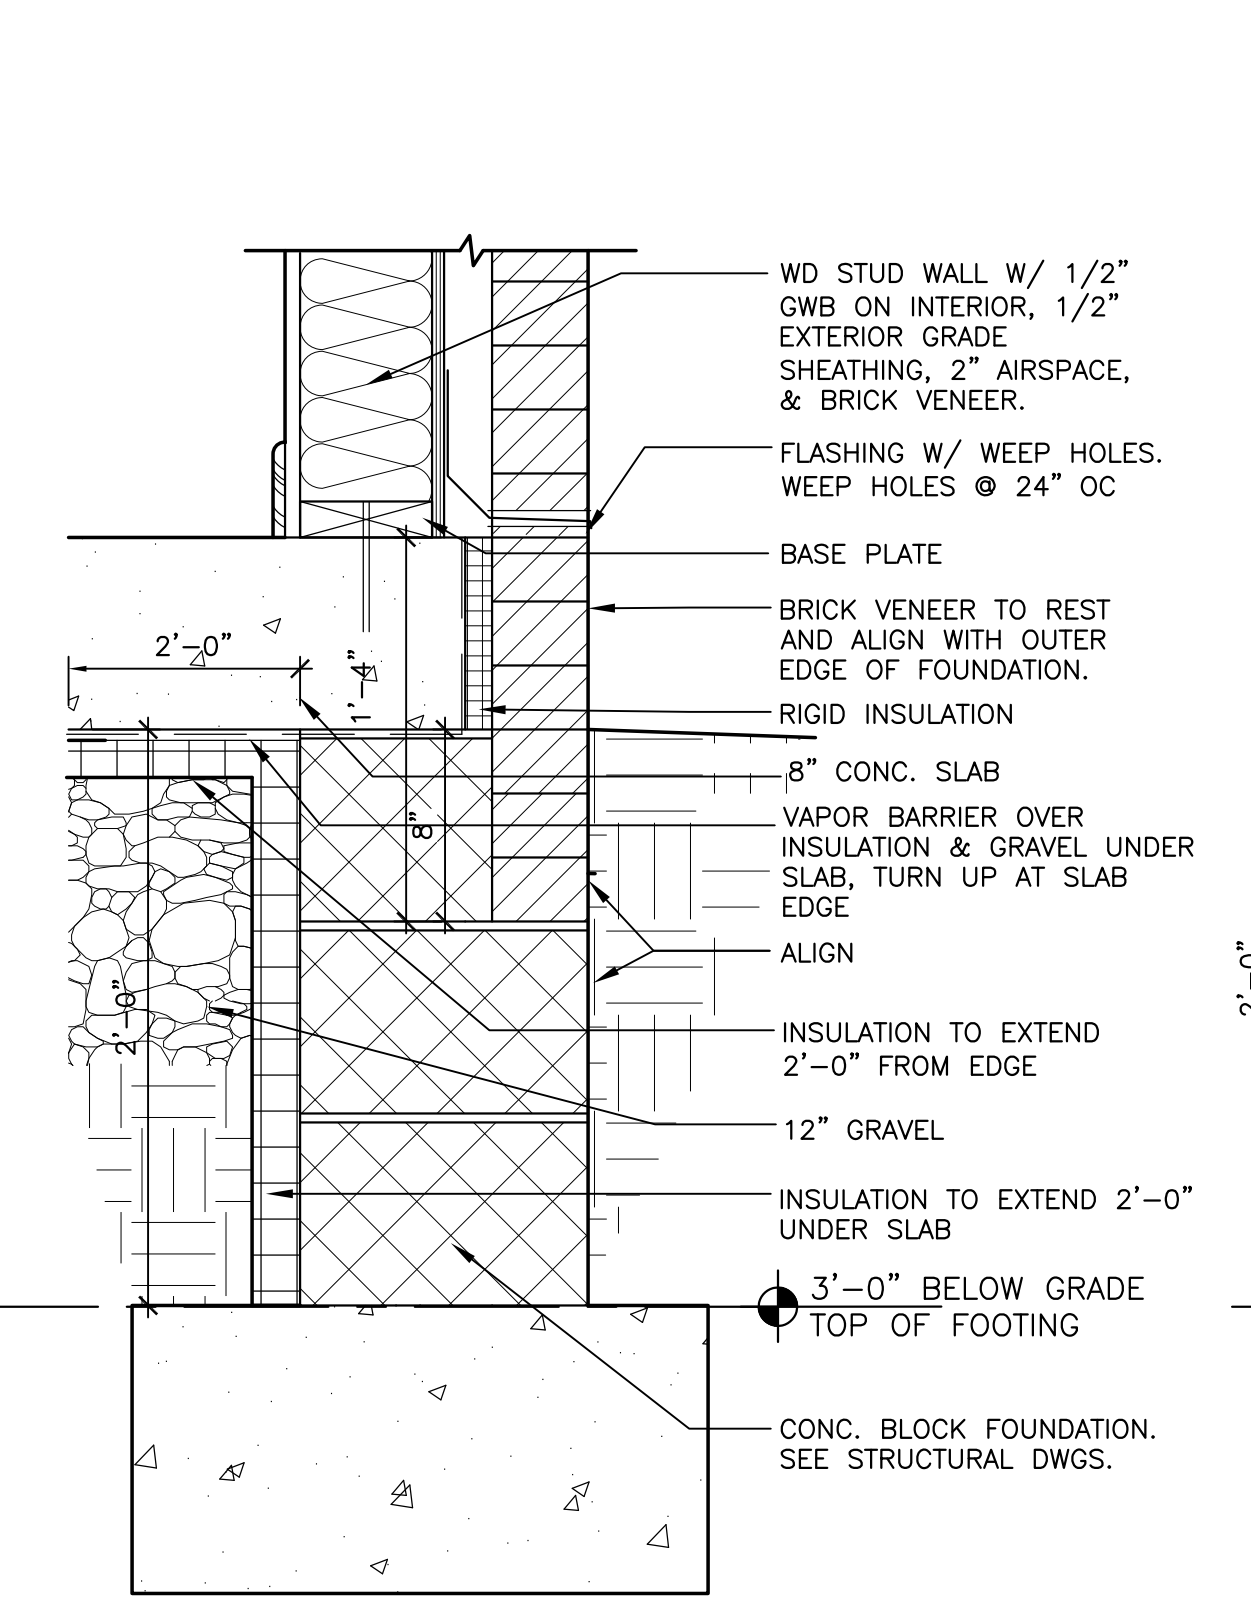 WD STUD WALL W/ 1/2”
GWB ON INTERIOR, 1/2”
EXTERIOR GRADE
SHEATHING, 2” AIRSPACE,
& BRICK VENEER.
FLASHING W/ WEEP HOLES.
WEEP HOLES @ 24” OC
BASE PLATE
BRICK VENEER TO REST
AND ALIGN WITH OUTER
EDGE OF FOUNDATION.
2’–0”
1’–4”
RIGID INSULATION
8” CONC. SLAB
8”
VAPOR BARRIER OVER
INSULATION & GRAVEL UNDER
SLAB, TURN UP AT SLAB
EDGE
ALIGN
2’–0”
2’–0”
INSULATION TO EXTEND
2’–0” FROM EDGE
12” GRAVEL
INSULATION TO EXTEND 2’–0”
UNDER SLAB
3’–0” BELOW GRADE
TOP OF FOOTING
CONC. BLOCK FOUNDATION.
SEE STRUCTURAL DWGS.